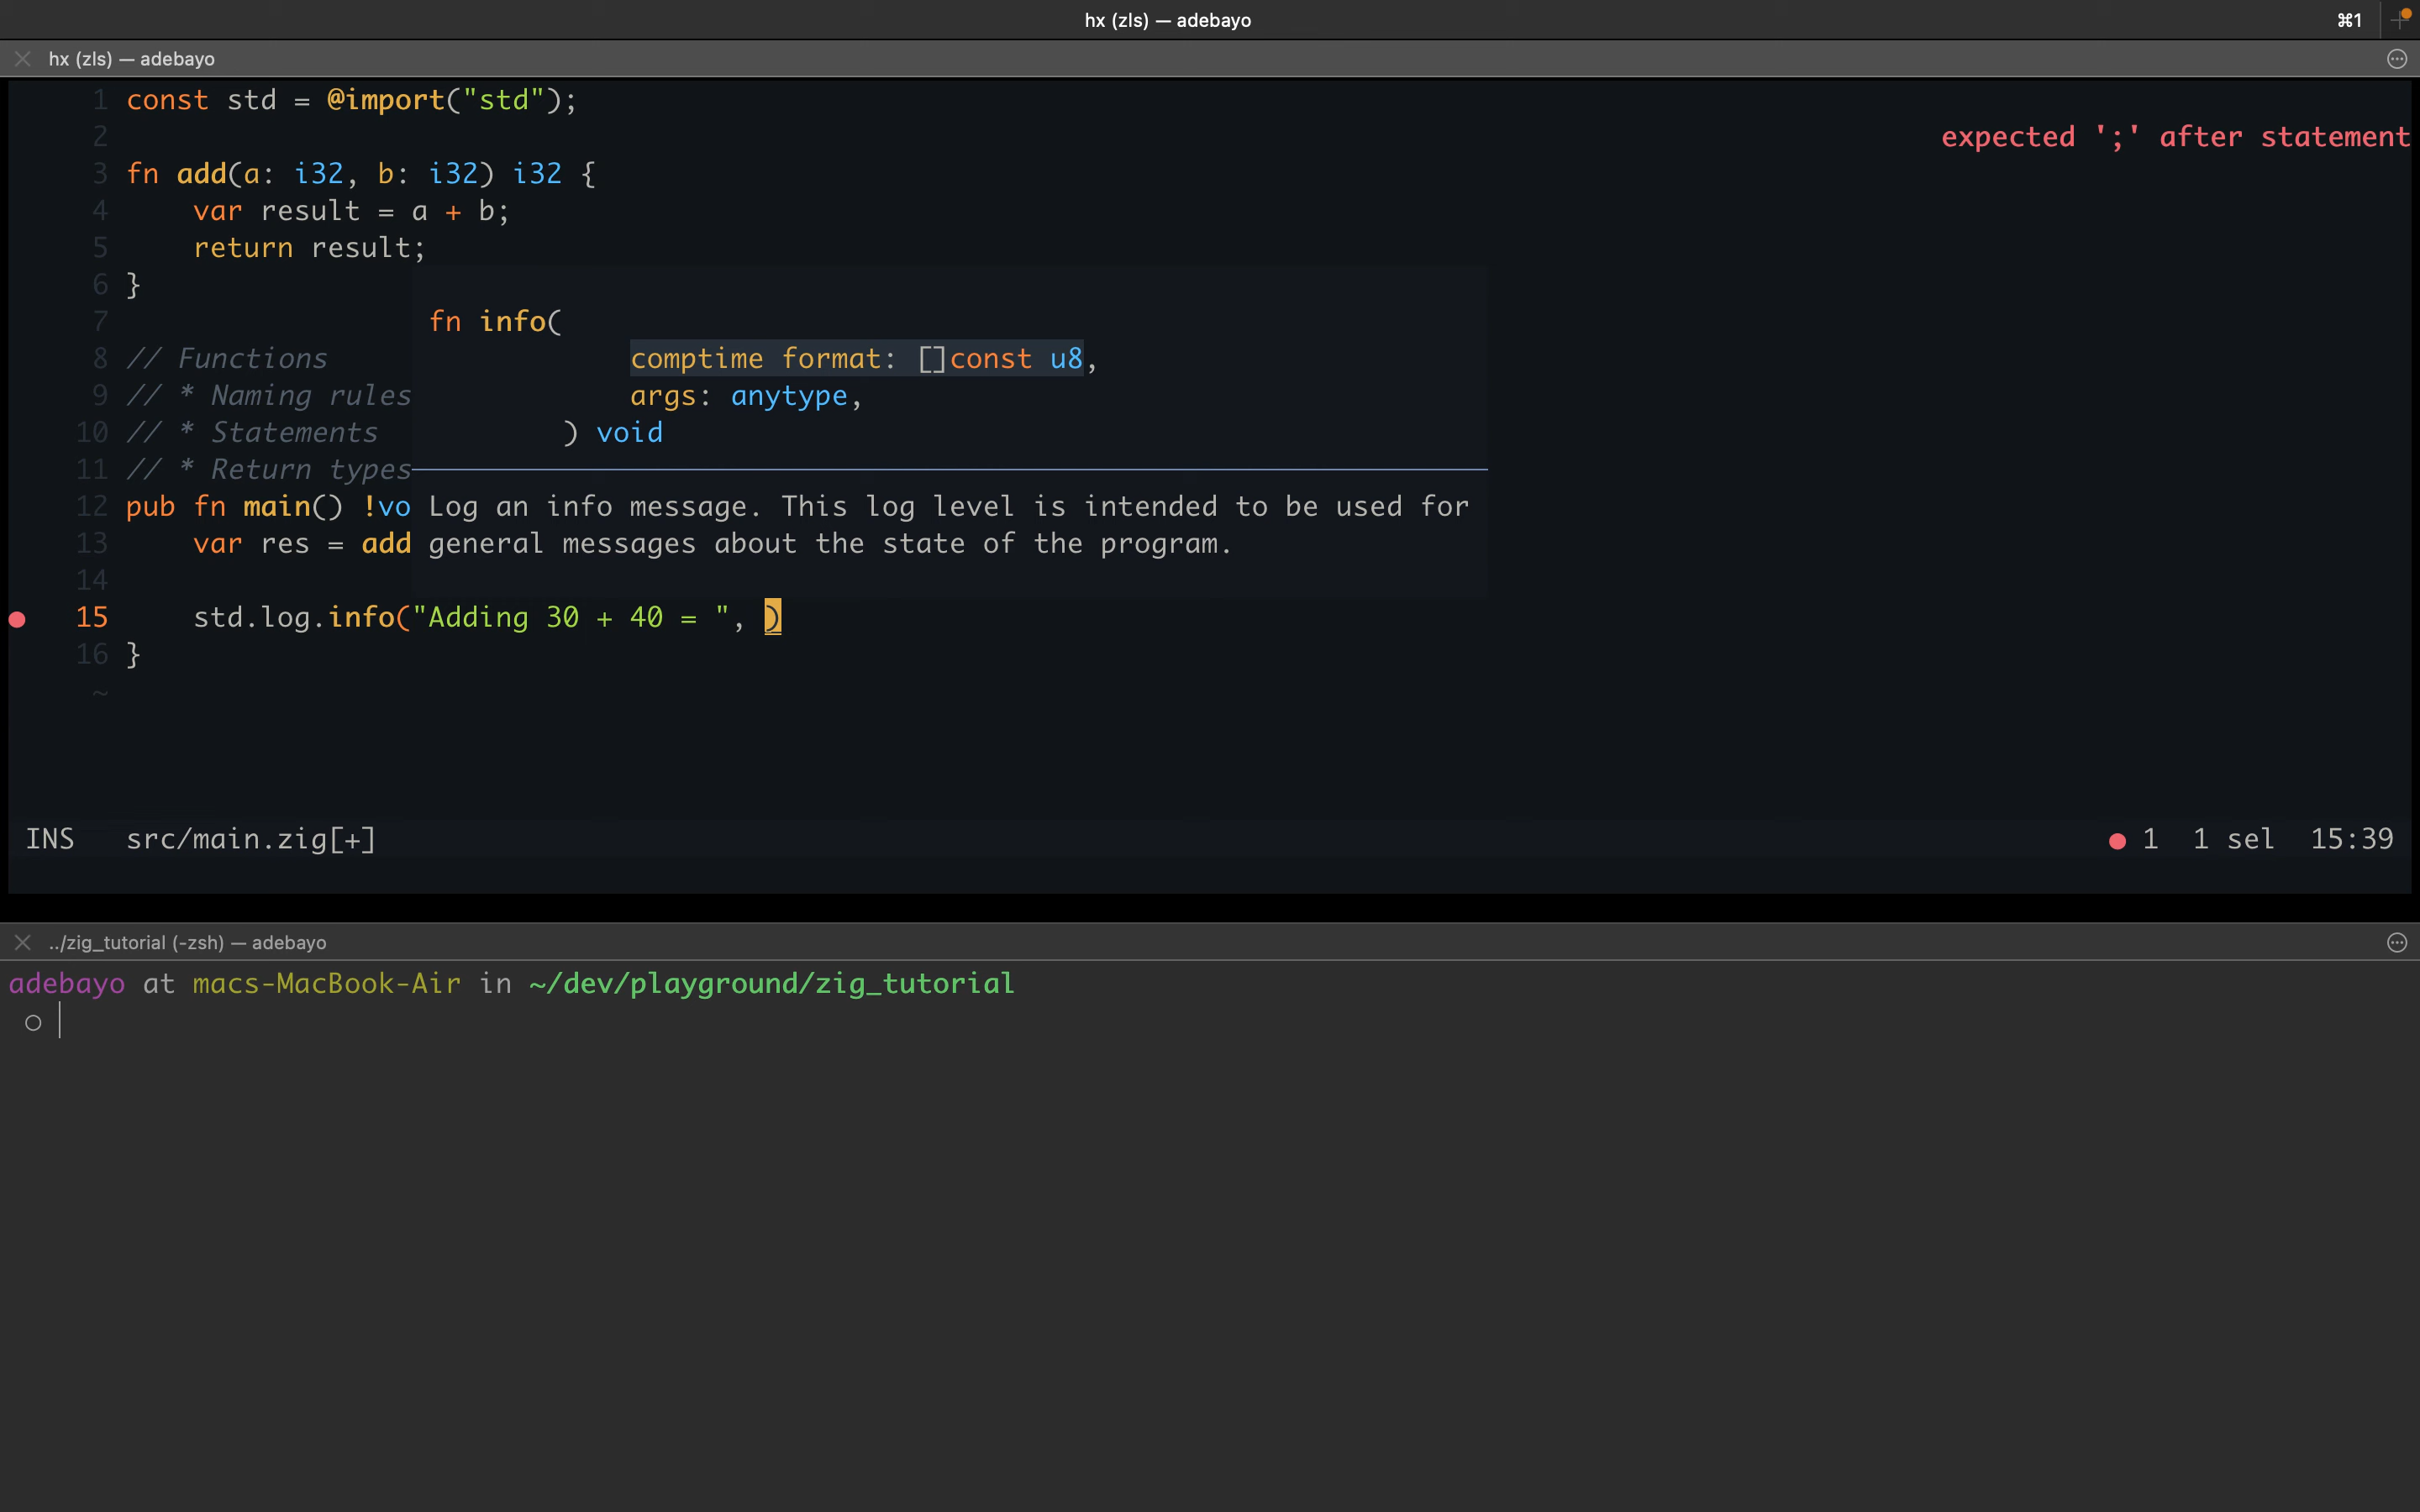 hx (zls) — adebayo
⌘1
hx (zls) — adebayo
1 const std = @import("std");
2
expected ';' after statement
3 fn add(a: i32, b: i32) i32 {
4     var result = a + b;
5     return result;
6 }
7
fn info(
8 // Functions
comptime format: []const u8,
9 // * Naming rules
args: anytype,
10 // * Statements
) void
11 // * Return types
12 pub fn main() !vo
Log an info message. This log level is intended to be used for
13     var res = add
general messages about the state of the program.
14
15     std.log.info("Adding 30 + 40 = ", )
16 }
~
INS   src/main.zig[+]
1   1 sel   15:39
../zig_tutorial (-zsh) — adebayo
adebayo at macs-MacBook-Air in ~/dev/playground/zig_tutorial